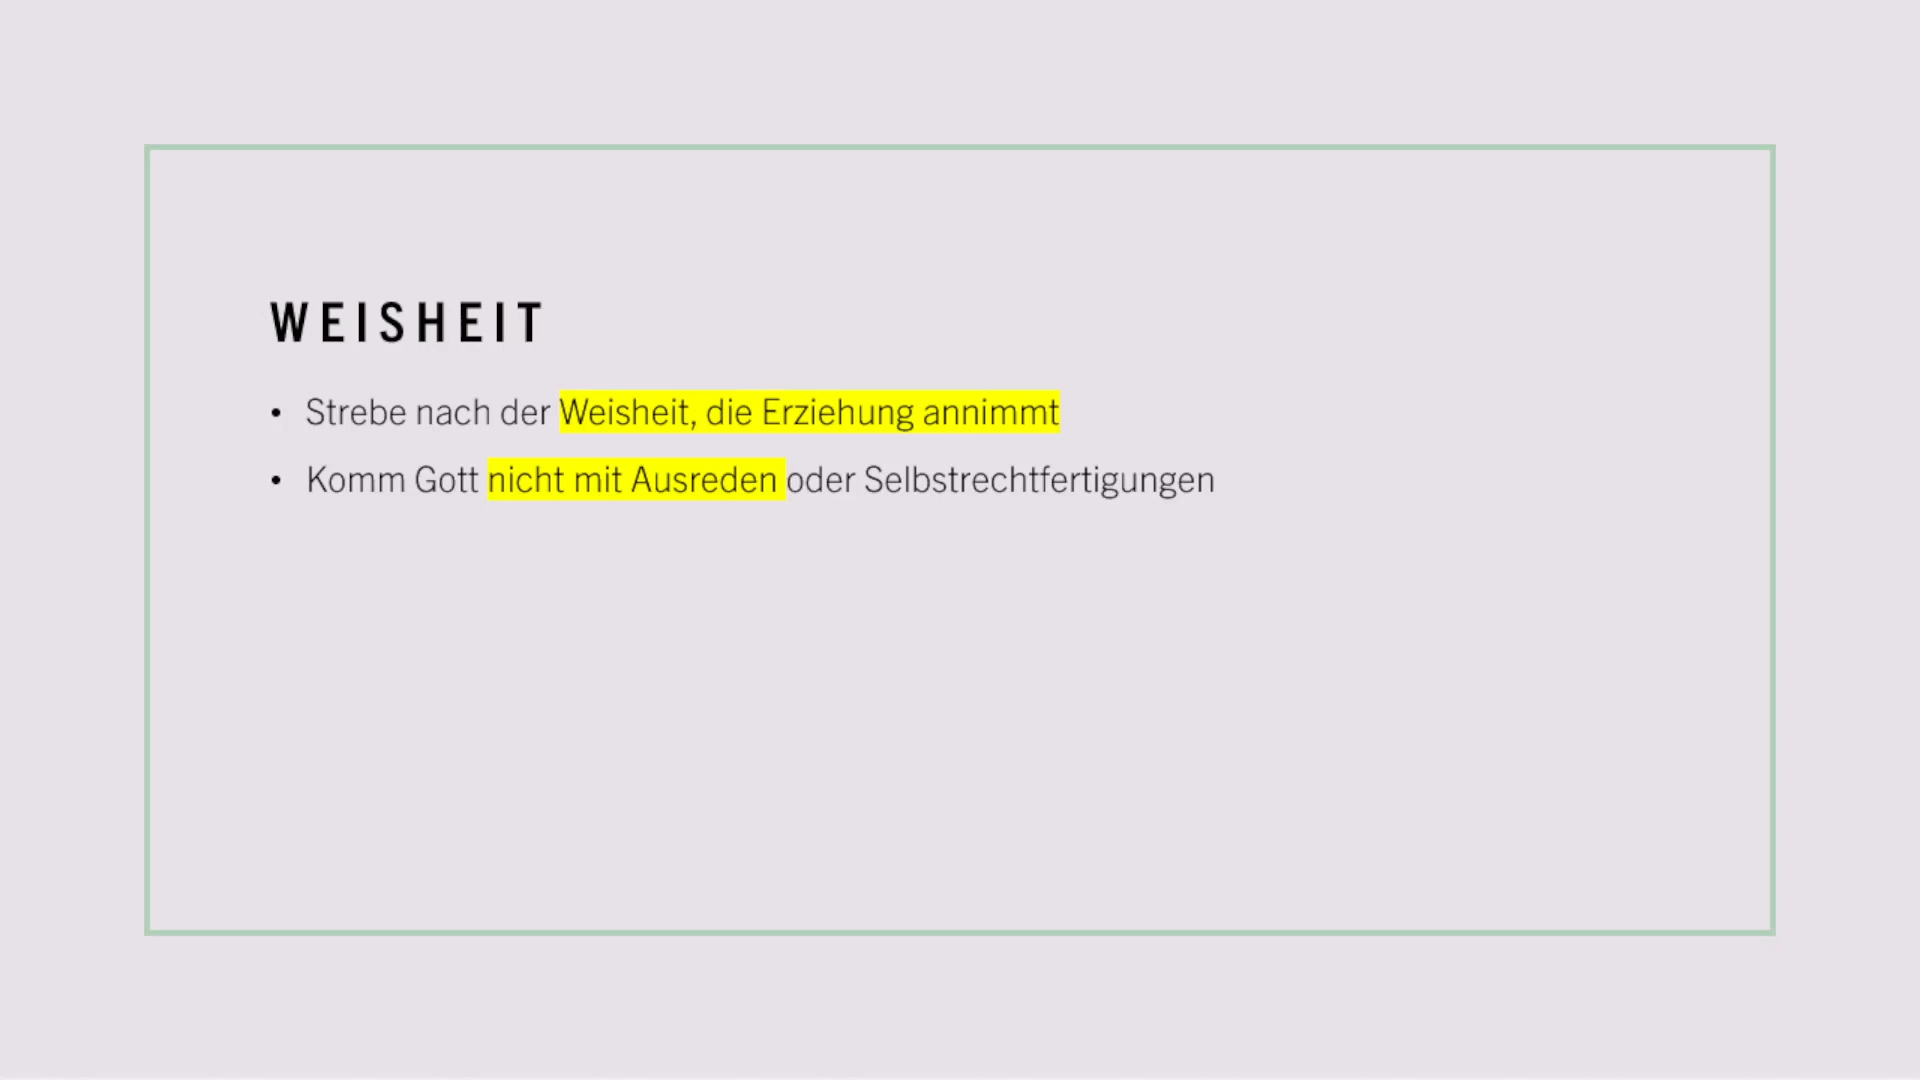 WEISHEIT
• Strebe nach der Weisheit, die Erziehung annimmt
• Komm Gott nicht mit Ausreden oder Selbstrechtfertigungen